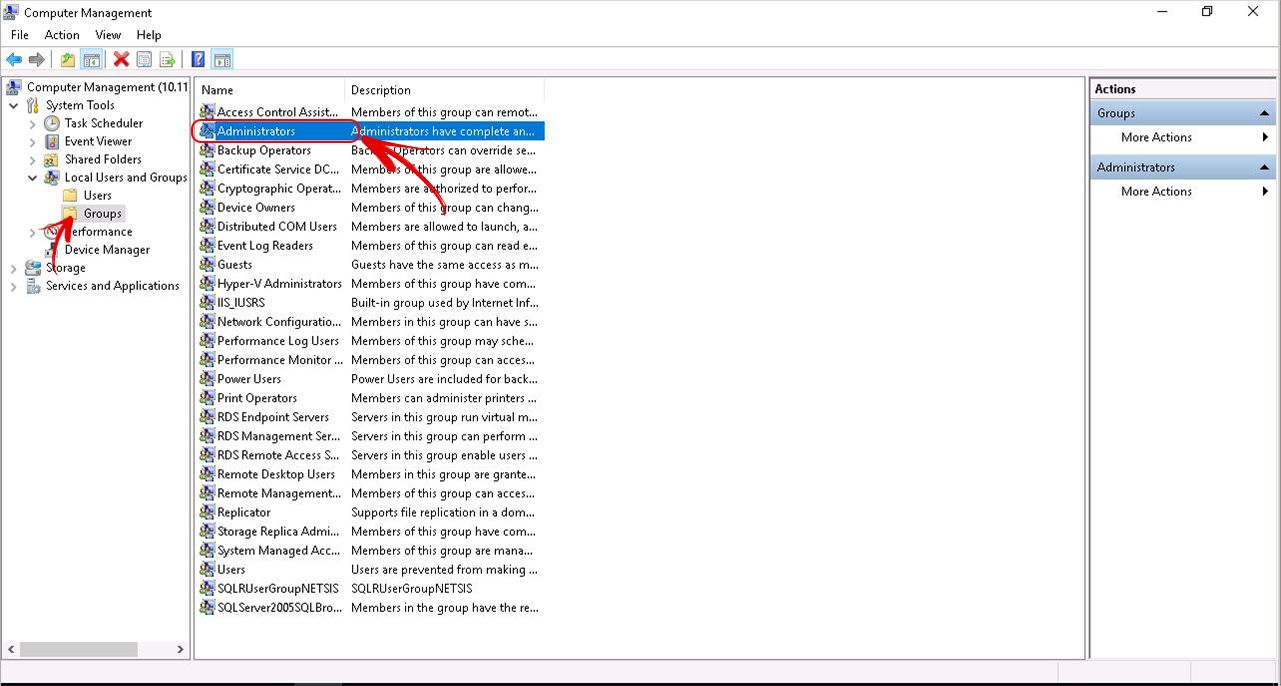 Computer Management
File Action View Help
Computer Management (10.11
System Tools
Task Scheduler
Event Viewer
Shared Folders
Local Users and Groups
Users
Groups
Performance
Device Manager
Storage
Services and Applications
Name Description
Access Control Assist... Members of this group can remot...
Administrators Administrators have complete an...
Backup Operators Backup Operators can override se...
Certificate Service DC... Members of this group are allowe...
Cryptographic Operat... Members are authorized to perfor...
Device Owners Members of this group can chang...
Distributed COM Users Members are allowed to launch, a...
Event Log Readers Members of this group can read e...
Guests Guests have the same access as m...
Hyper-V Administrators Members of this group have com...
IIS_IUSRS Built-in group used by Internet Inf...
Network Configuratio... Members in this group can have s...
Performance Log Users Members of this group may sche...
Performance Monitor ... Members of this group can acces...
Power Users Power Users are included for back...
Print Operators Members can administer printers ...
RDS Endpoint Servers Servers in this group run virtual m...
RDS Management Ser... Servers in this group can perform ...
RDS Remote Access S... Servers in this group enable users ...
Remote Desktop Users Members in this group are grante...
Remote Management... Members of this group can acces...
Replicator Supports file replication in a dom...
Storage Replica Admi... Members of this group have com...
System Managed Acc... Members of this group are mana...
Users Users are prevented from making ...
SQLRUserGroupNETSIS SQLRUserGroupNETSIS
SQLServer2005SQLBro... Members in the group have the re...
Actions
Groups
More Actions
Administrators
More Actions